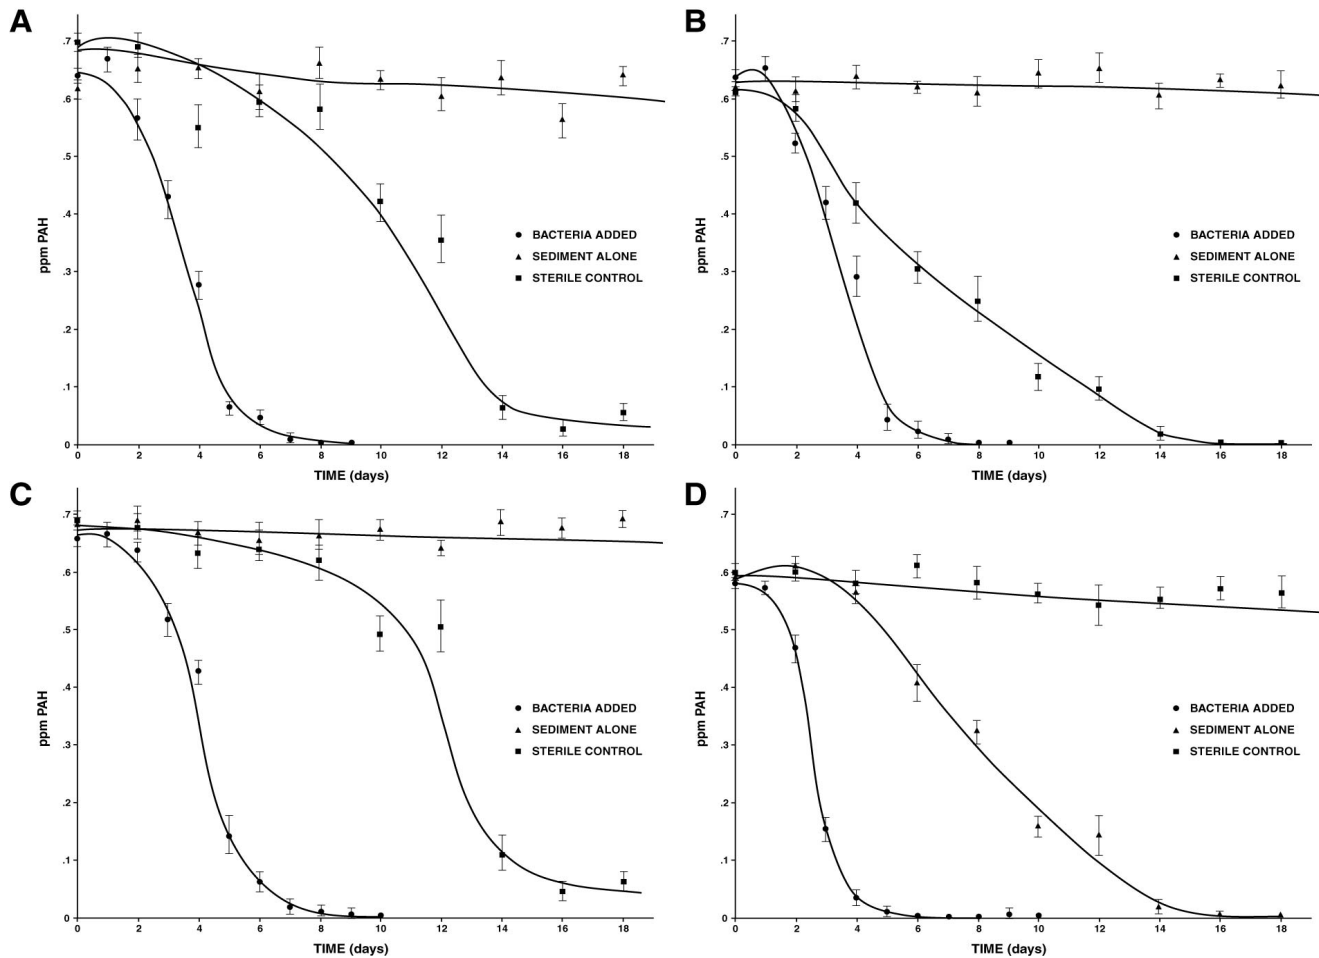 A
.7
.6
.5
.4
.3
.2
.1
0
ppm PAH
BACTERIA ADDED
SEDIMENT ALONE
STERILE CONTROL
0 2 4 6 8 10 12 14 16 18
TIME (days)
B
.7
.6
.5
.4
.3
.2
.1
0
ppm PAH
BACTERIA ADDED
SEDIMENT ALONE
STERILE CONTROL
0 2 4 6 8 10 12 14 16 18
TIME (days)
C
.7
.6
.5
.4
.3
.2
.1
0
ppm PAH
BACTERIA ADDED
SEDIMENT ALONE
STERILE CONTROL
0 2 4 6 8 10 12 14 16 18
TIME (days)
D
.7
.6
.5
.4
.3
.2
.1
0
ppm PAH
BACTERIA ADDED
SEDIMENT ALONE
STERILE CONTROL
0 2 4 6 8 10 12 14 16 18
TIME (days)